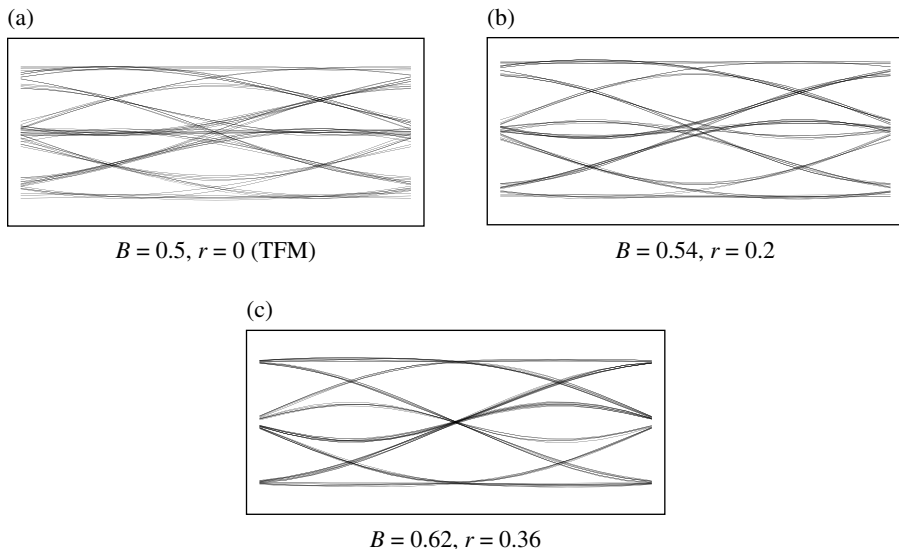 (a)
(b)
B = 0.5, r = 0 (TFM)
B = 0.54, r = 0.2
(c)
B = 0.62, r = 0.36